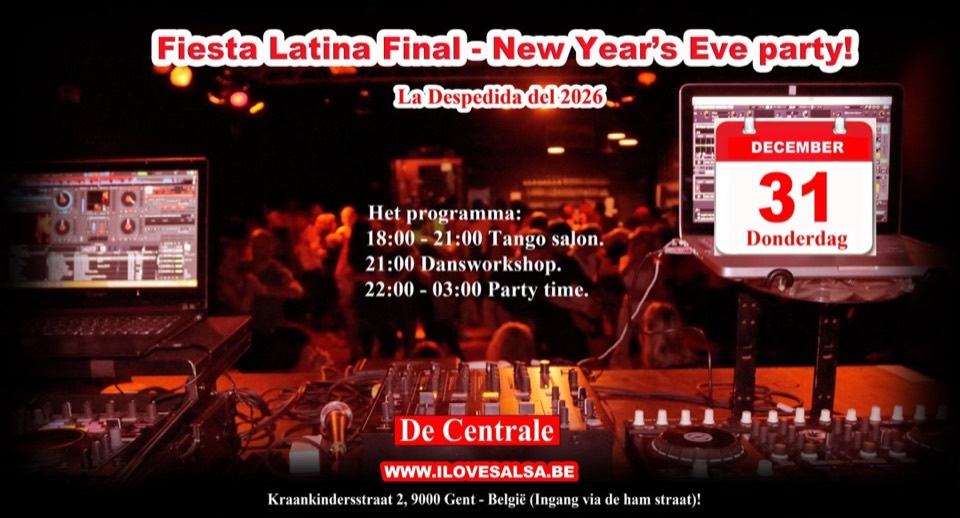 Fiesta Latina Final - New Year's Eve party!
La Despedida del 2026
DECEMBER
31
Donderdag
Het programma:
18:00 - 21:00 Tango salon.
21:00 Dansworkshop.
22:00 - 03:00 Party time.
De Centrale
WWW.ILOVESALSA.BE
Kraankindersstraat 2, 9000 Gent - België (Ingang via de ham straat)!